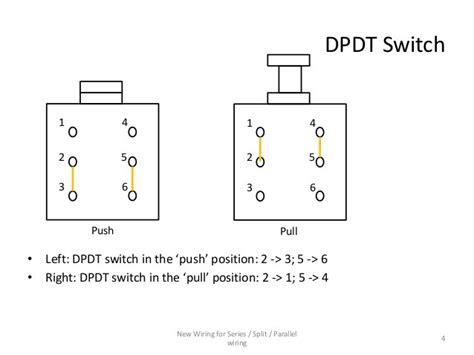 DPDT Switch
1 4 1 4
2 5 2 5
3 6 3 6
Push Pull
• Left: DPDT switch in the ‘push’ position: 2 -> 3; 5 -> 6
• Right: DPDT switch in the ‘pull’ position: 2 -> 1; 5 -> 4
New Wiring for Series / Split / Parallel
wiring
4